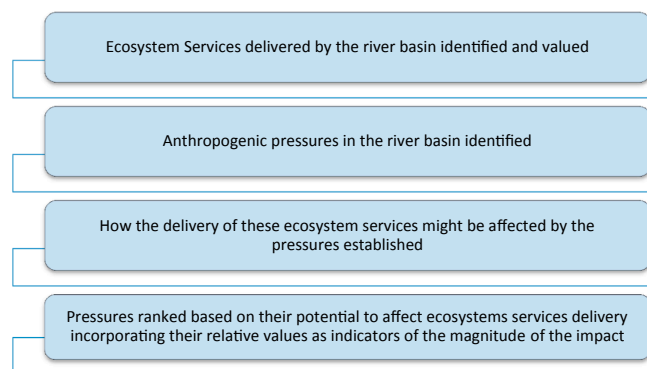 Ecosystem Services delivered by the river basin identified and valued
Anthropogenic pressures in the river basin identified
How the delivery of these ecosystem services might be affected by the
pressures established
Pressures ranked based on their potential to affect ecosystems services delivery
incorporating their relative values as indicators of the magnitude of the impact